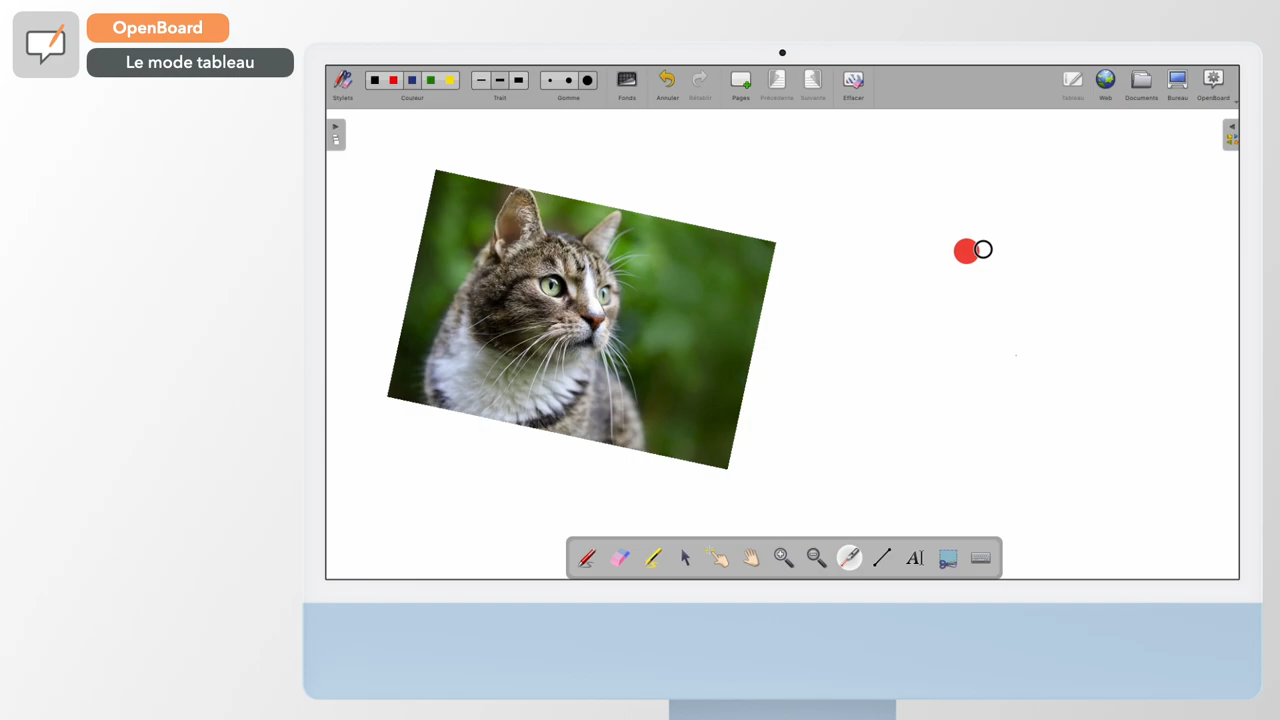 OpenBoard
Le mode tableau
Stylets Couleur Trait Gomme Fonds Annuler Rétablir Pages Précédente Suivante Effacer Tableau Web Documents Bureau OpenBoard
AI